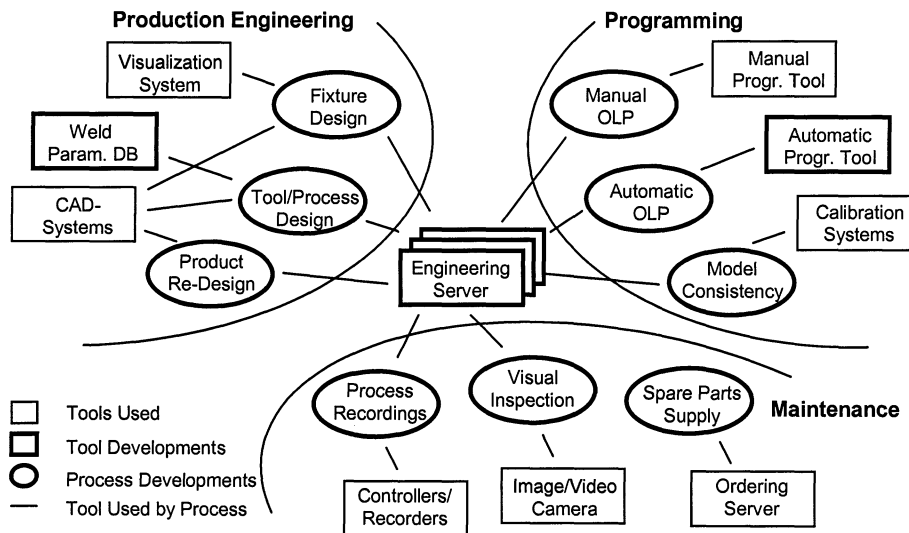 Production Engineering
Programming
Visualization
System
Fixture
Design
Weld
Param. DB
CAD-
Systems
Tool/Process
Design
Product
Re-Design
Engineering
Server
Manual
OLP
Manual
Progr. Tool
Automatic
OLP
Automatic
Progr. Tool
Model
Consistency
Calibration
Systems
Process
Recordings
Visual
Inspection
Spare Parts
Supply
Maintenance
Controllers/
Recorders
Image/Video
Camera
Ordering
Server
Tools Used
Tool Developments
Process Developments
Tool Used by Process